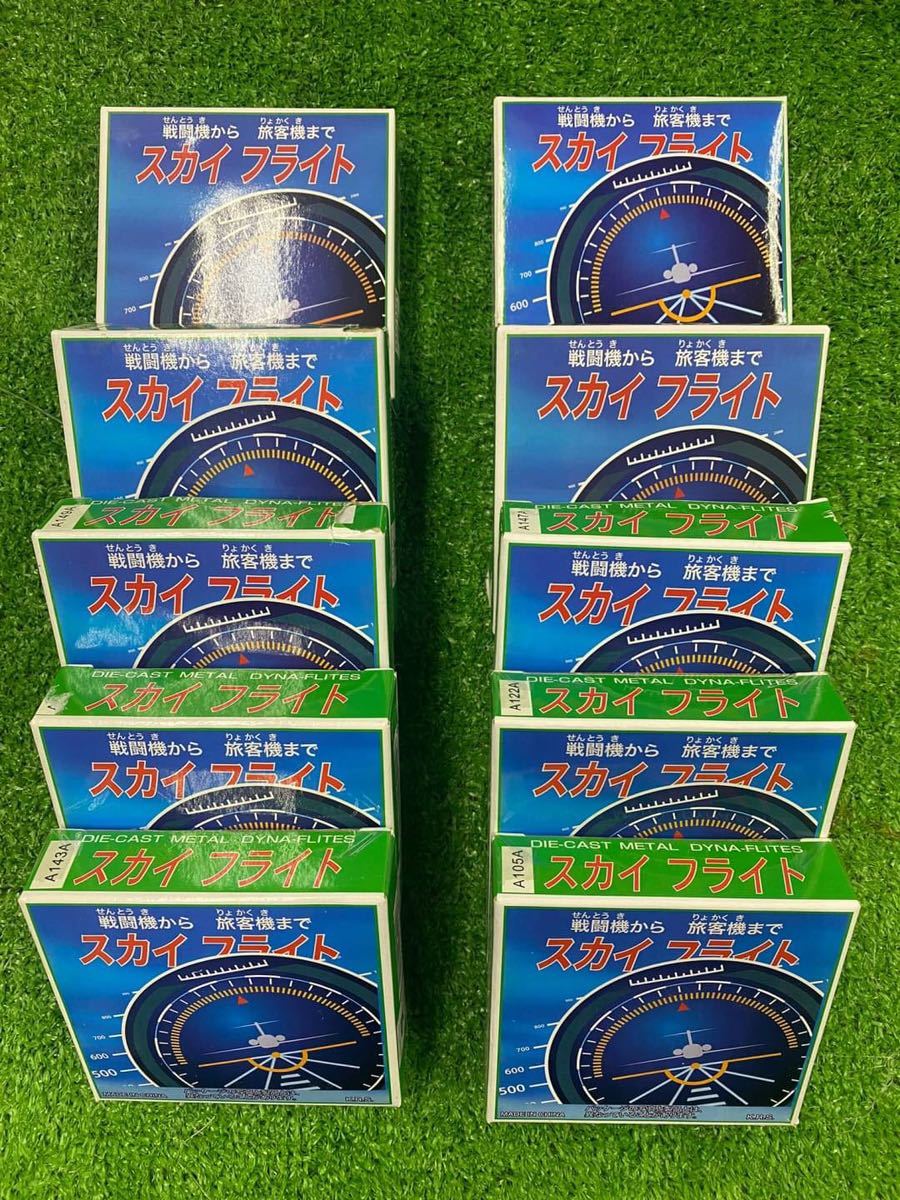 せんとう き りょかく き
戦闘機から 旅客機まで
スカイ フライト
700
せんとう き りょかく き
戦闘機から 旅客機まで
スカイ フライト
800
700
600
せんとう き りょかく き
戦闘機から 旅客機まで
スカイ フライト
せんとう き りょかく き
戦闘機から 旅客機まで
スカイ フライト
DIE-CAST METAL DYNA-FLITES
スカイ フライト
せんとう き りょかく き
戦闘機から 旅客機まで
スカイ フライト
DIE-CAST METAL DYNA-FLITES
A147A
スカイ フライト
せんとう き りょかく き
戦闘機から 旅客機まで
スカイ フライト
DIE-CAST METAL DYNA-FLITES
スカイ フライト
せんとう き りょかく き
戦闘機から 旅客機まで
スカイ フライト
DIE-CAST METAL DYNA-FLITES
A122A
スカイ フライト
せんとう き りょかく き
戦闘機から 旅客機まで
スカイ フライト
DIE-CAST METAL DYNA-FLITES
A143A
スカイ フライト
せんとう き りょかく き
戦闘機から 旅客機まで
スカイ フライト
700
600
500
MADE IN CHINA
K.H.S.
DIE-CAST METAL DYNA-FLITES
A105A
スカイ フライト
せんとう き りょかく き
戦闘機から 旅客機まで
スカイ フライト
800
700
600
500
MADE IN CHINA
K.H.S.